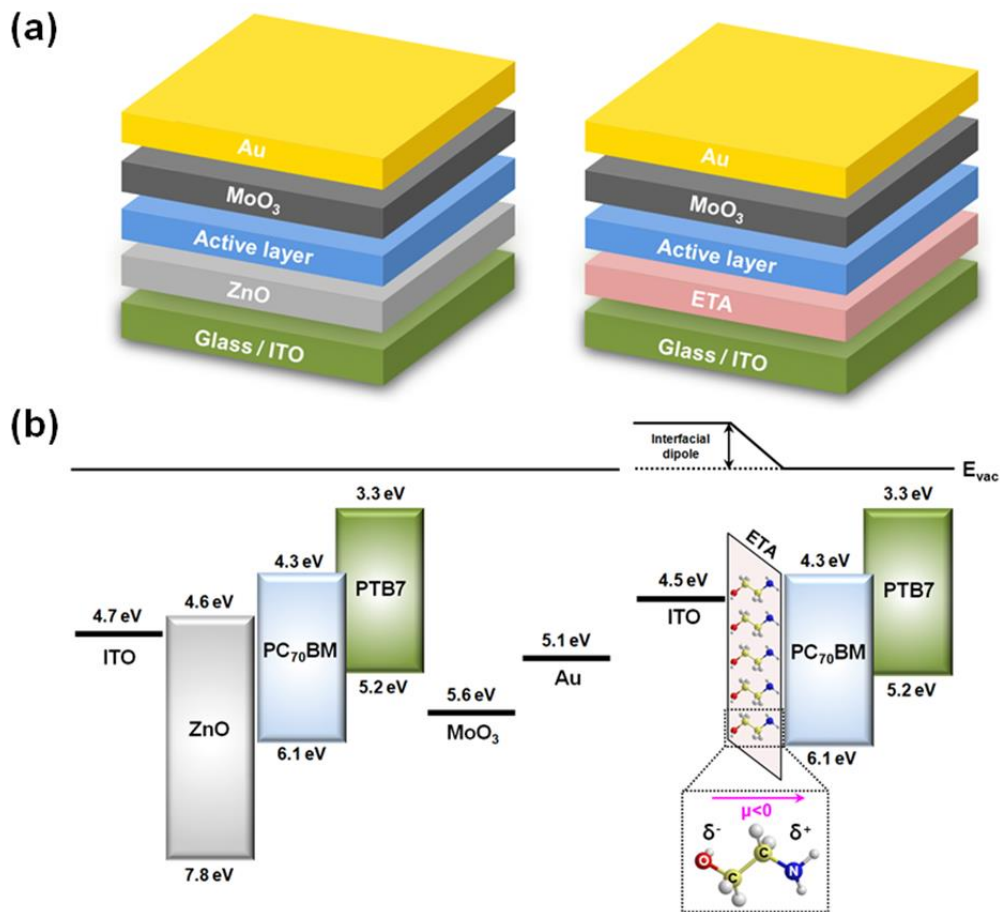 (a)
Au
MoO₃
Active layer
ZnO
Glass / ITO
Au
MoO₃
Active layer
ETA
Glass / ITO
(b)
Interfacial
dipole
Evac
3.3 eV
4.3 eV
PTB7
4.7 eV
4.6 eV
ITO
PC₇₀BM
ZnO
5.2 eV
6.1 eV
5.6 eV
MoO₃
5.1 eV
Au
7.8 eV
ETA
4.5 eV
ITO
4.3 eV
3.3 eV
PTB7
PC₇₀BM
5.2 eV
6.1 eV
μ<0
δ⁻
δ⁺
O
C
C
N